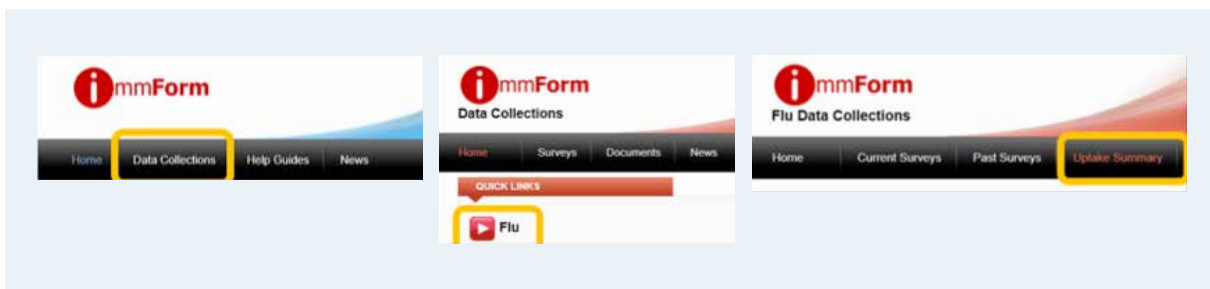 immForm
Home Data Collections Help Guides News
immForm
Data Collections
Home Surveys Documents News
QUICK LINKS
Flu
immForm
Flu Data Collections
Home Current Surveys Past Surveys Uptake Summary